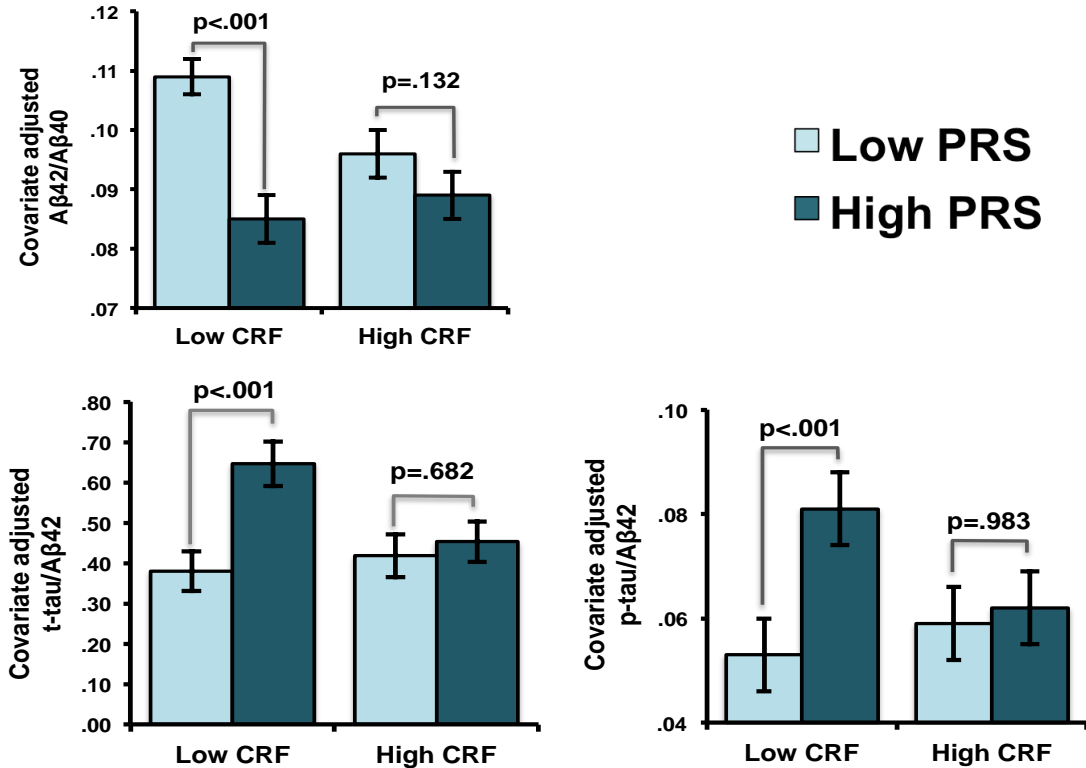 Covariate adjusted
Aβ42/Aβ40
.12
.11
.10
.09
.08
.07
p<.001
p=.132
Low CRF
High CRF
Low PRS
High PRS
Covariate adjusted
t-tau/Aβ42
.80
.70
.60
.50
.40
.30
.20
.10
.00
p<.001
p=.682
Low CRF
High CRF
Covariate adjusted
p-tau/Aβ42
.10
.08
.06
.04
p<.001
p=.983
Low CRF
High CRF